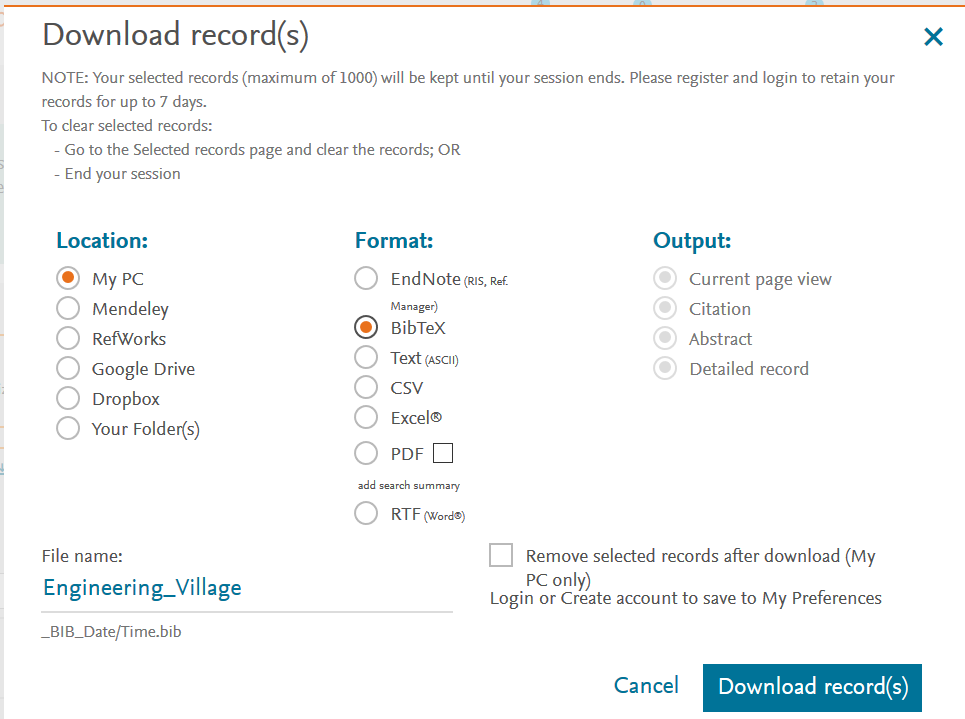 Download record(s)
NOTE: Your selected records (maximum of 1000) will be kept until your session ends. Please register and login to retain your
records for up to 7 days.
To clear selected records:
- Go to the Selected records page and clear the records; OR
- End your session
Location:
My PC
Mendeley
RefWorks
Google Drive
Dropbox
Your Folder(s)
Format:
EndNote (RIS, Ref.
Manager)
BibTeX
Text (ASCII)
CSV
Excel®
PDF
add search summary
RTF (Word®)
Output:
Current page view
Citation
Abstract
Detailed record
File name:
Engineering_Village
_BIB_Date/Time.bib
Remove selected records after download (My
PC only)
Login or Create account to save to My Preferences
Cancel
Download record(s)